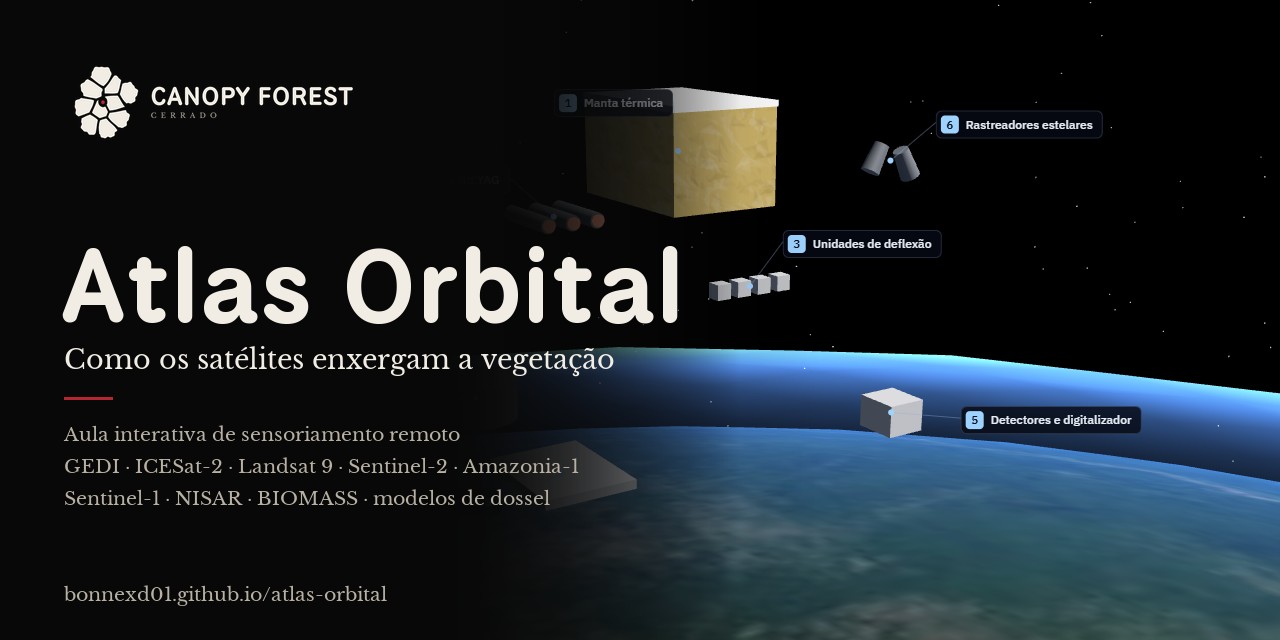 CANOPY FOREST
CERRADO
1 Manta térmica
6 Rastreadores estelares
3 Unidades de deflexão
Atlas Orbital
Como os satélites enxergam a vegetação
5 Detectores e digitalizador
Aula interativa de sensoriamento remoto
GEDI · ICESat-2 · Landsat 9 · Sentinel-2 · Amazonia-1
Sentinel-1 · NISAR · BIOMASS · modelos de dossel
bonnexd01.github.io/atlas-orbital